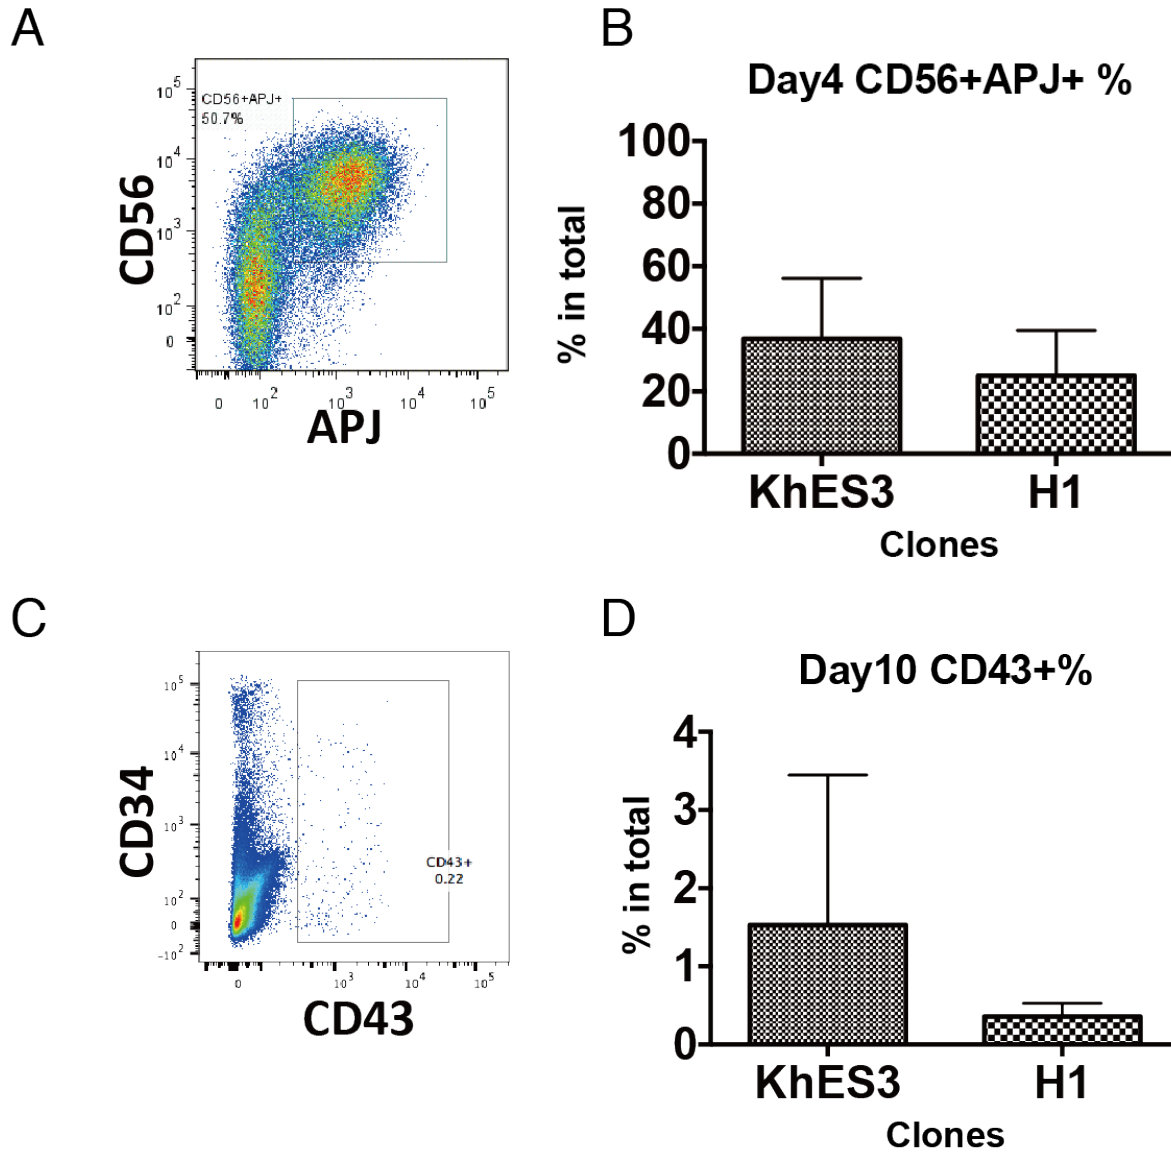 A
CD56+APJ+
50.7%
10^5
10^4
10^3
10^2
0
CD56
0 10^2 10^3 10^4 10^5
APJ
B
Day4 CD56+APJ+ %
100
80
60
40
20
0
% in total
KhES3 H1
Clones
C
10^5
10^4
10^3
10^2
0
-10^2
CD34
CD43+
0.22
0 10^3 10^4 10^5
CD43
D
Day10 CD43+%
4
3
2
1
0
% in total
KhES3 H1
Clones